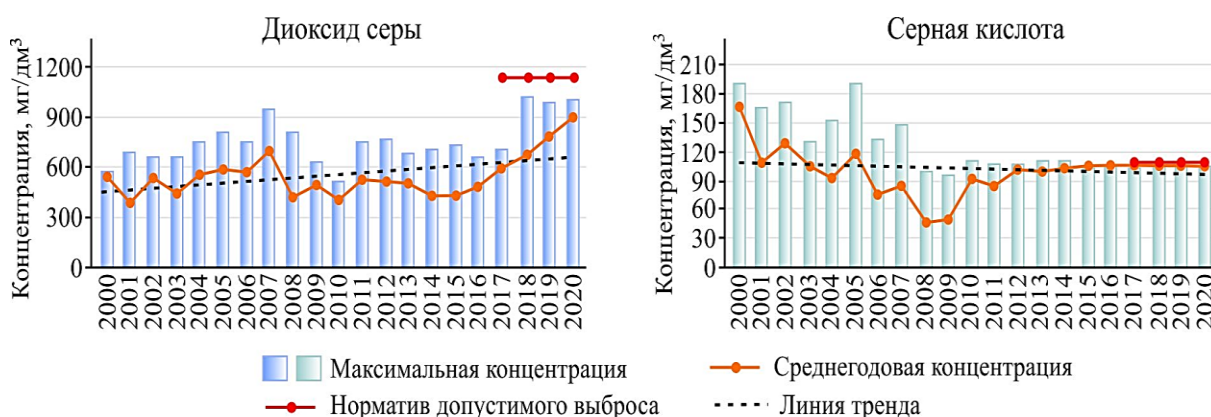 Диоксид серы
Концентрация, мг/дм³
1200
900
600
300
0
2000 2001 2002 2003 2004 2005 2006 2007 2008 2009 2010 2011 2012 2013 2014 2015 2016 2017 2018 2019 2020
Серная кислота
Концентрация, мг/дм³
210
180
150
120
90
60
30
0
2000 2001 2002 2003 2004 2005 2006 2007 2008 2009 2010 2011 2012 2013 2014 2015 2016 2017 2018 2019 2020
Максимальная концентрация
Среднегодовая концентрация
Норматив допустимого выброса
Линия тренда